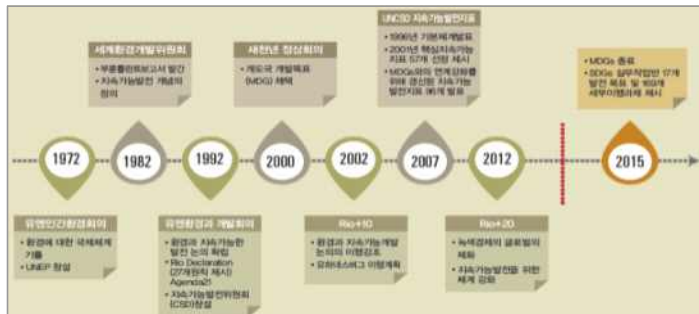 세계환경개발위원회
• 부룬틀란트보고서 발간
• 지속가능발전 개념의
정의
새천년 정상회의
• 개도국 개발목표
(MDG) 채택
UNCSD 지속가능발전지표
• 1996년 기본체계발표
• 2001년 핵심지속가능
지표 57개 선정 제시
• MDGs와의 연계강화를
위해 갱신된 지속가능
발전지표 96개 발표
• MDGs 종료
• SDGs 실무작업반 17개
발전 목표 및 169개
세부이행과제 제시
1972
1982
1992
2000
2002
2007
2012
2015
유엔인간환경회의
• 환경에 대한 국제체계
기틀
• UNEP 창설
유엔환경과 개발회의
• 환경과 지속가능한
발전 논의 확립
• Rio Declaration
(27개원칙 제시)
Agenda21
• 지속가능발전위원회
(CSD)창설
Rio+10
• 환경과 지속가능개발
논의의 이행강조
• 요하네스버그 이행계획
Rio+20
• 녹색경제의 글로벌의
제화
• 지속가능발전을 위한
체계 강화